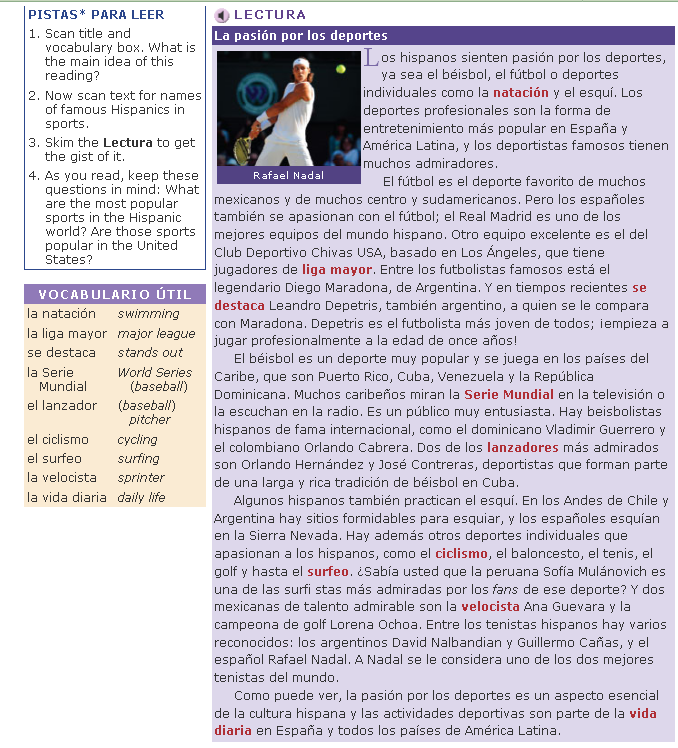 PISTAS* PARA LEER
1. Scan title and
vocabulary box. What is
the main idea of this
reading?
2. Now scan text for names
of famous Hispanics in
sports.
3. Skim the Lectura to get
the gist of it.
4. As you read, keep these
questions in mind: What
are the most popular
sports in the Hispanic
world? Are those sports
popular in the United
States?
VOCABULARIO ÚTIL
la natación swimming
la liga mayor major league
se destaca stands out
la Serie World Series
Mundial (baseball)
el lanzador (baseball)
pitcher
el ciclismo cycling
el surfeo surfing
la velocista sprinter
la vida diaria daily life
LECTURA
La pasión por los deportes
Rafael Nadal
Los hispanos sienten pasión por los deportes,
ya sea el béisbol, el fútbol o deportes
individuales como la natación y el esquí. Los
deportes profesionales son la forma de
entretenimiento más popular en España y
América Latina, y los deportistas famosos tienen
muchos admiradores.
El fútbol es el deporte favorito de muchos
mexicanos y de muchos centro y sudamericanos. Pero los españoles
también se apasionan con el fútbol; el Real Madrid es uno de los
mejores equipos del mundo hispano. Otro equipo excelente es el del
Club Deportivo Chivas USA, basado en Los Ángeles, que tiene
jugadores de liga mayor. Entre los futbolistas famosos está el
legendario Diego Maradona, de Argentina. Y en tiempos recientes se
destaca Leandro Depetris, también argentino, a quien se le compara
con Maradona. Depetris es el futbolista más joven de todos; ¡empieza a
jugar profesionalmente a la edad de once años!
El béisbol es un deporte muy popular y se juega en los países del
Caribe, que son Puerto Rico, Cuba, Venezuela y la República
Dominicana. Muchos caribeños miran la Serie Mundial en la televisión o
la escuchan en la radio. Es un público muy entusiasta. Hay beisbolistas
hispanos de fama internacional, como el dominicano Vladimir Guerrero y
el colombiano Orlando Cabrera. Dos de los lanzadores más admirados
son Orlando Hernández y José Contreras, deportistas que forman parte
de una larga y rica tradición de béisbol en Cuba.
Algunos hispanos también practican el esquí. En los Andes de Chile y
Argentina hay sitios formidables para esquiar, y los españoles esquían
en la Sierra Nevada. Hay además otros deportes individuales que
apasionan a los hispanos, como el ciclismo, el baloncesto, el tenis, el
golf y hasta el surfeo. ¿Sabía usted que la peruana Sofía Mulánovich es
una de las surfi stas más admiradas por los fans de ese deporte? Y dos
mexicanas de talento admirable son la velocista Ana Guevara y la
campeona de golf Lorena Ochoa. Entre los tenistas hispanos hay varios
reconocidos: los argentinos David Nalbandian y Guillermo Cañas, y el
español Rafael Nadal. A Nadal se le considera uno de los dos mejores
tenistas del mundo.
Como puede ver, la pasión por los deportes es un aspecto esencial
de la cultura hispana y las actividades deportivas son parte de la vida
diaria en España y todos los países de América Latina.